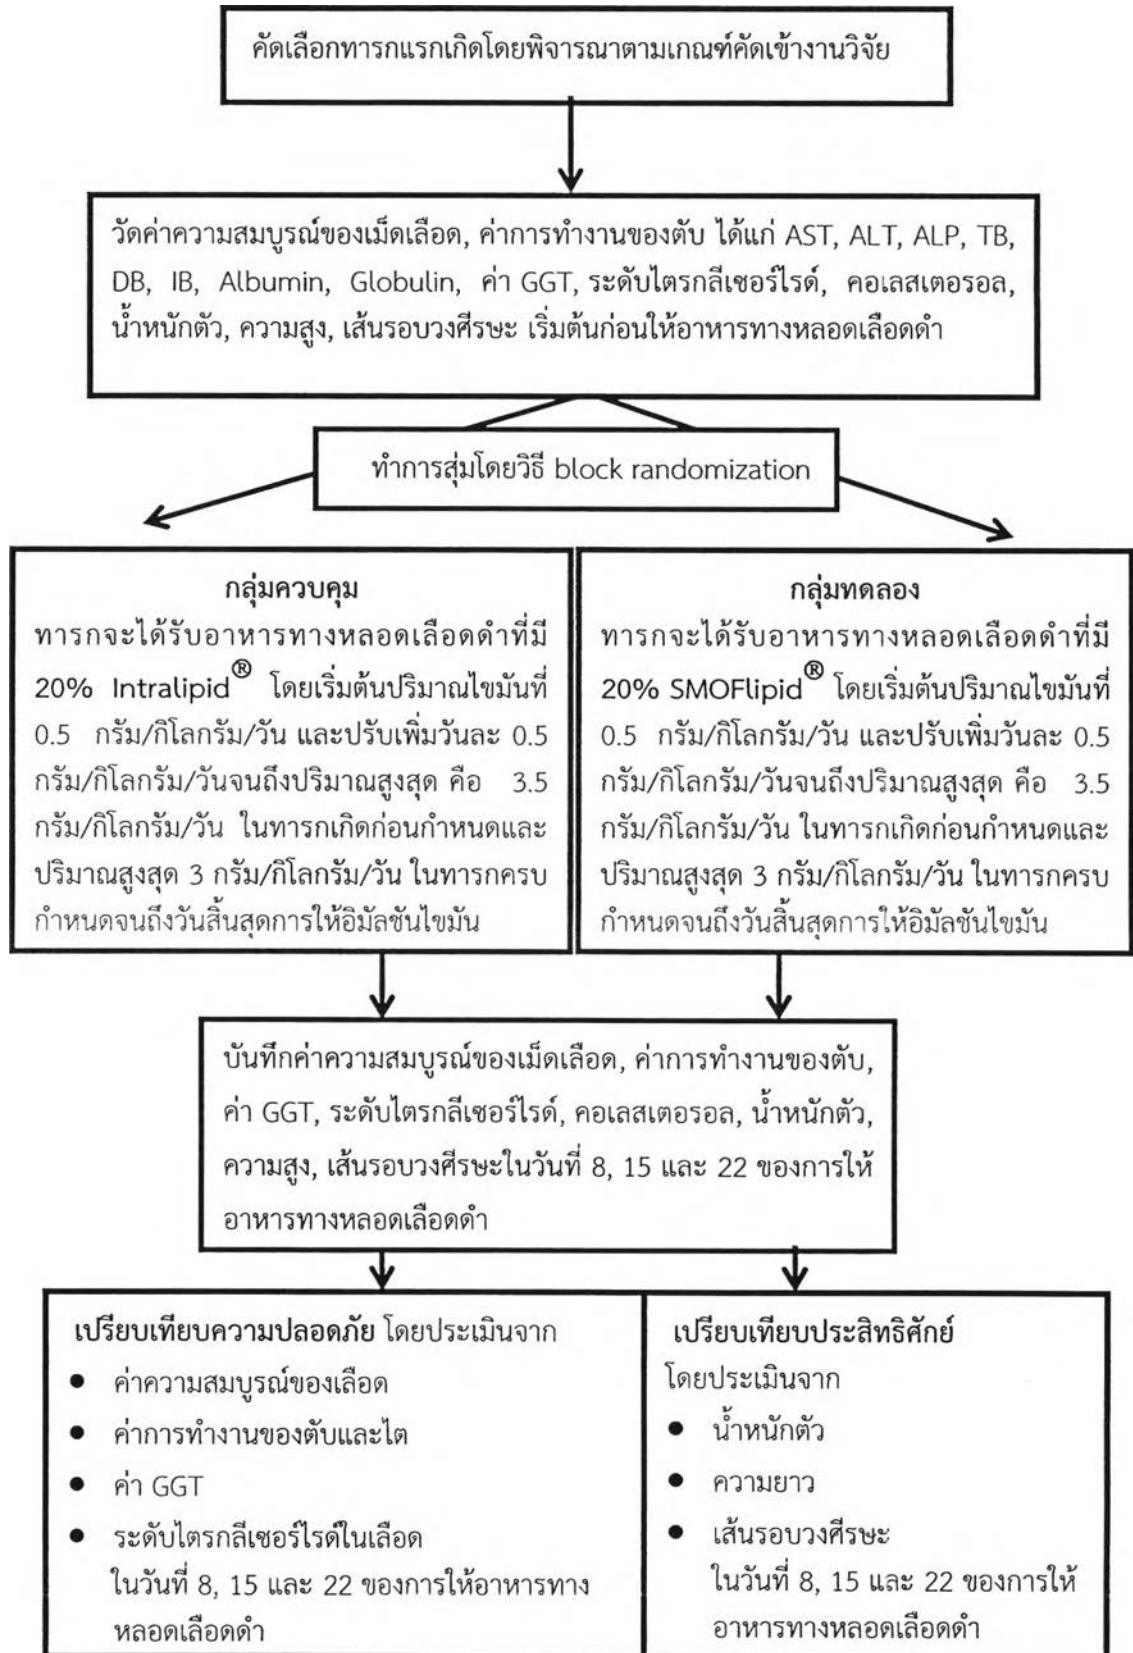 คัดเลือกทารกแรกเกิดโดยพิจารณาตามเกณฑ์คัดเข้างานวิจัย
วัดค่าความสมบูรณ์ของเม็ดเลือด, ค่าการทำงานของตับ ได้แก่ AST, ALT, ALP, TB,
DB, IB, Albumin, Globulin, ค่า GGT, ระดับไตรกลีเซอร์ไรด์, คอเลสเตอรอล,
น้ำหนักตัว, ความสูง, เส้นรอบวงศีรษะ เริ่มต้นก่อนให้อาหารทางหลอดเลือดดำ
ทำการสุ่มโดยวิธี block randomization
กลุ่มควบคุม
ทารกจะได้รับอาหารทางหลอดเลือดดำที่มี
20% Intralipid® โดยเริ่มต้นปริมาณไขมันที่
0.5 กรัม/กิโลกรัม/วัน และปรับเพิ่มวันละ 0.5
กรัม/กิโลกรัม/วันจนถึงปริมาณสูงสุด คือ 3.5
กรัม/กิโลกรัม/วัน ในทารกเกิดก่อนกำหนดและ
ปริมาณสูงสุด 3 กรัม/กิโลกรัม/วัน ในทารกครบ
กำหนดจนถึงวันสิ้นสุดการให้อิมัลชันไขมัน
กลุ่มทดลอง
ทารกจะได้รับอาหารทางหลอดเลือดดำที่มี
20% SMOFlipid® โดยเริ่มต้นปริมาณไขมันที่
0.5 กรัม/กิโลกรัม/วัน และปรับเพิ่มวันละ 0.5
กรัม/กิโลกรัม/วันจนถึงปริมาณสูงสุด คือ 3.5
กรัม/กิโลกรัม/วัน ในทารกเกิดก่อนกำหนดและ
ปริมาณสูงสุด 3 กรัม/กิโลกรัม/วัน ในทารกครบ
กำหนดจนถึงวันสิ้นสุดการให้อิมัลชันไขมัน
บันทึกค่าความสมบูรณ์ของเม็ดเลือด, ค่าการทำงานของตับ,
ค่า GGT, ระดับไตรกลีเซอร์ไรด์, คอเลสเตอรอล, น้ำหนักตัว,
ความสูง, เส้นรอบวงศีรษะในวันที่ 8, 15 และ 22 ของการให้
อาหารทางหลอดเลือดดำ
เปรียบเทียบความปลอดภัย โดยประเมินจาก
● ค่าความสมบูรณ์ของเลือด
● ค่าการทำงานของตับและไต
● ค่า GGT
● ระดับไตรกลีเซอร์ไรด์ในเลือด
ในวันที่ 8, 15 และ 22 ของการให้อาหารทาง
หลอดเลือดดำ
เปรียบเทียบประสิทธิศักย์
โดยประเมินจาก
● น้ำหนักตัว
● ความยาว
● เส้นรอบวงศีรษะ
ในวันที่ 8, 15 และ 22 ของการให้
อาหารทางหลอดเลือดดำ